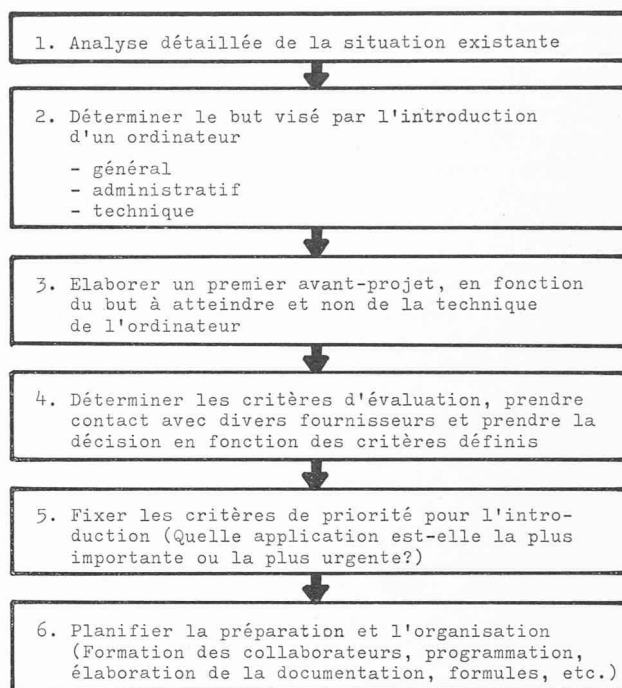 1. Analyse détaillée de la situation existante
2. Déterminer le but visé par l'introduction
d'un ordinateur
- général
- administratif
- technique
3. Elaborer un premier avant-projet, en fonction
du but à atteindre et non de la technique
de l'ordinateur
4. Déterminer les critères d'évaluation, prendre
contact avec divers fournisseurs et prendre la
décision en fonction des critères définis
5. Fixer les critères de priorité pour l'intro-
duction (Quelle application est-elle la plus
importante ou la plus urgente?)
6. Planifier la préparation et l'organisation
(Formation des collaborateurs, programmation,
élaboration de la documentation, formules, etc.)